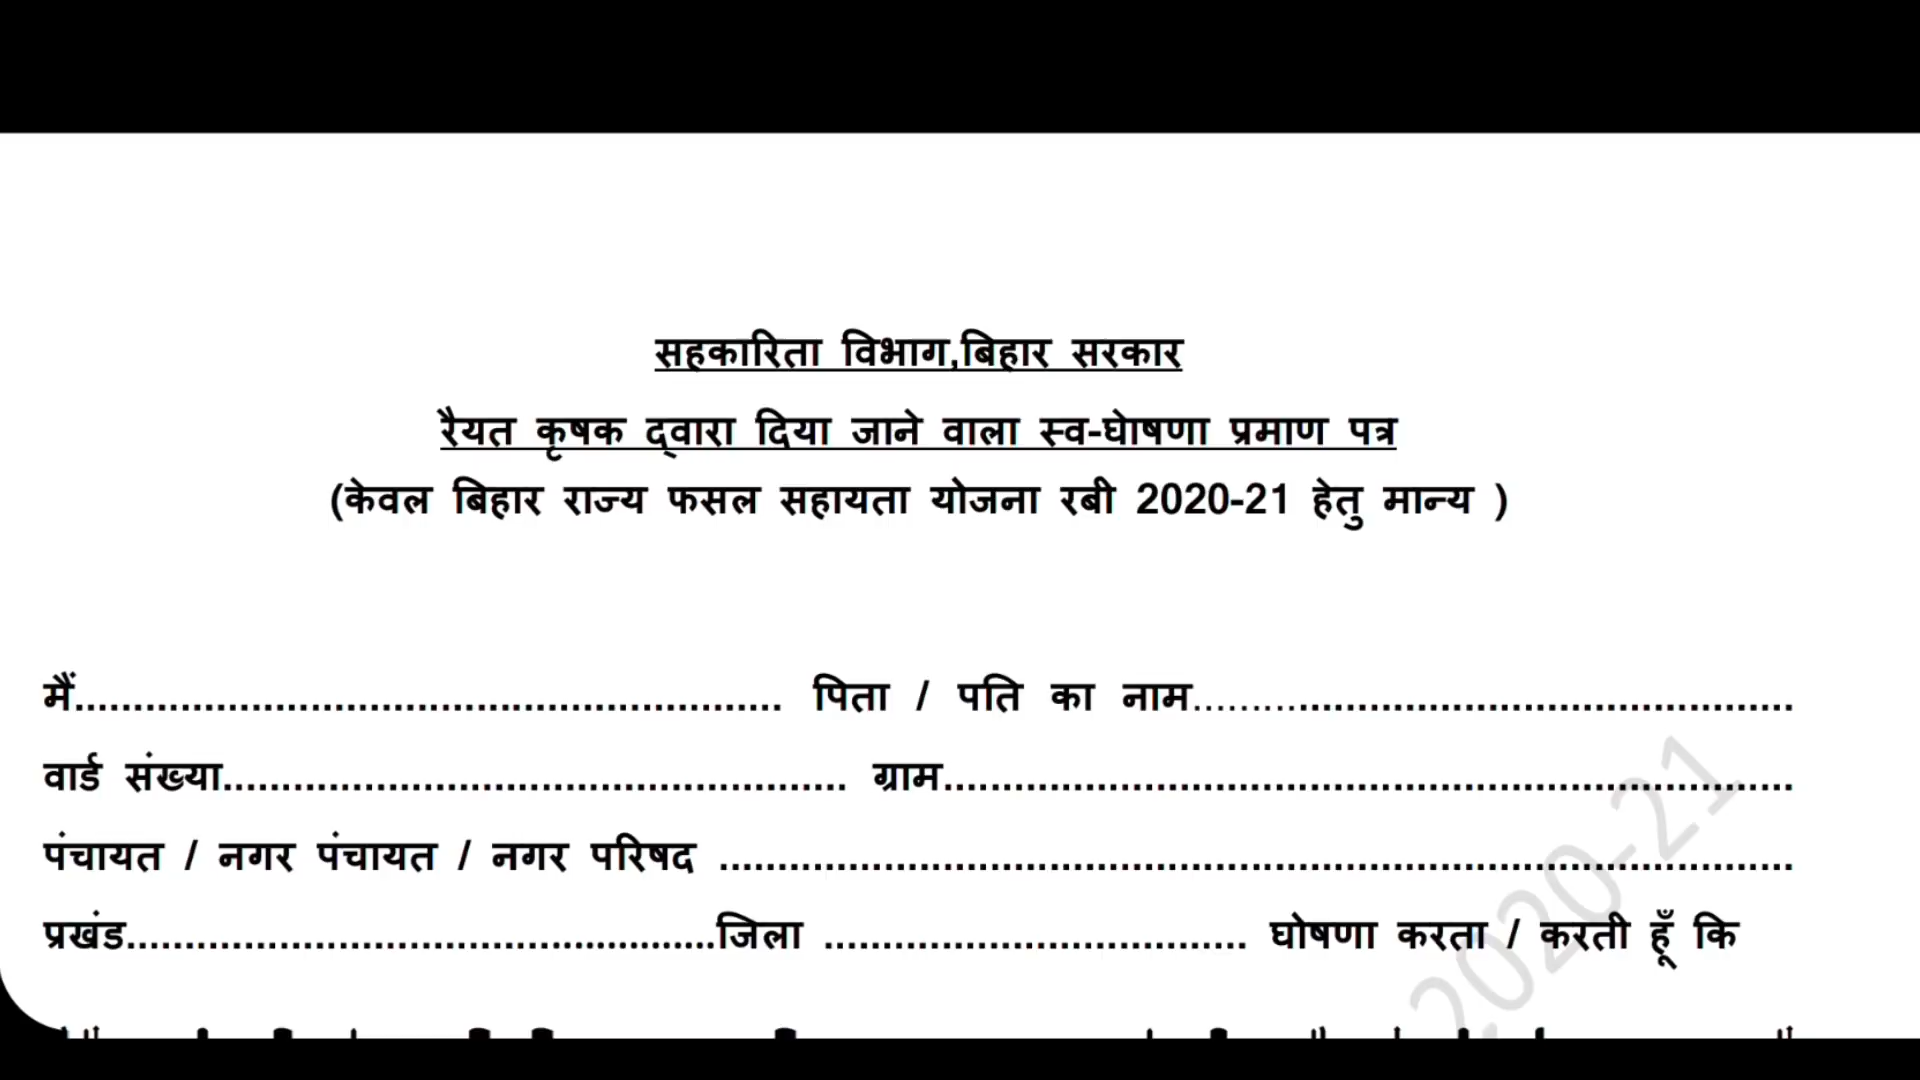 सहकारिता विभाग,बिहार सरकार
रैयत कृषक द्वारा दिया जाने वाला स्व-घोषणा प्रमाण पत्र
(केवल बिहार राज्य फसल सहायता योजना रबी 2020-21 हेतु मान्य )
मैं............................................................. पिता / पति का नाम...................................................
वार्ड संख्या...................................................... ग्राम.........................................................................
पंचायत / नगर पंचायत / नगर परिषद ............................................................................................
प्रखंड...................................................जिला .................................... घोषणा करता / करती हूँ कि
2020-21